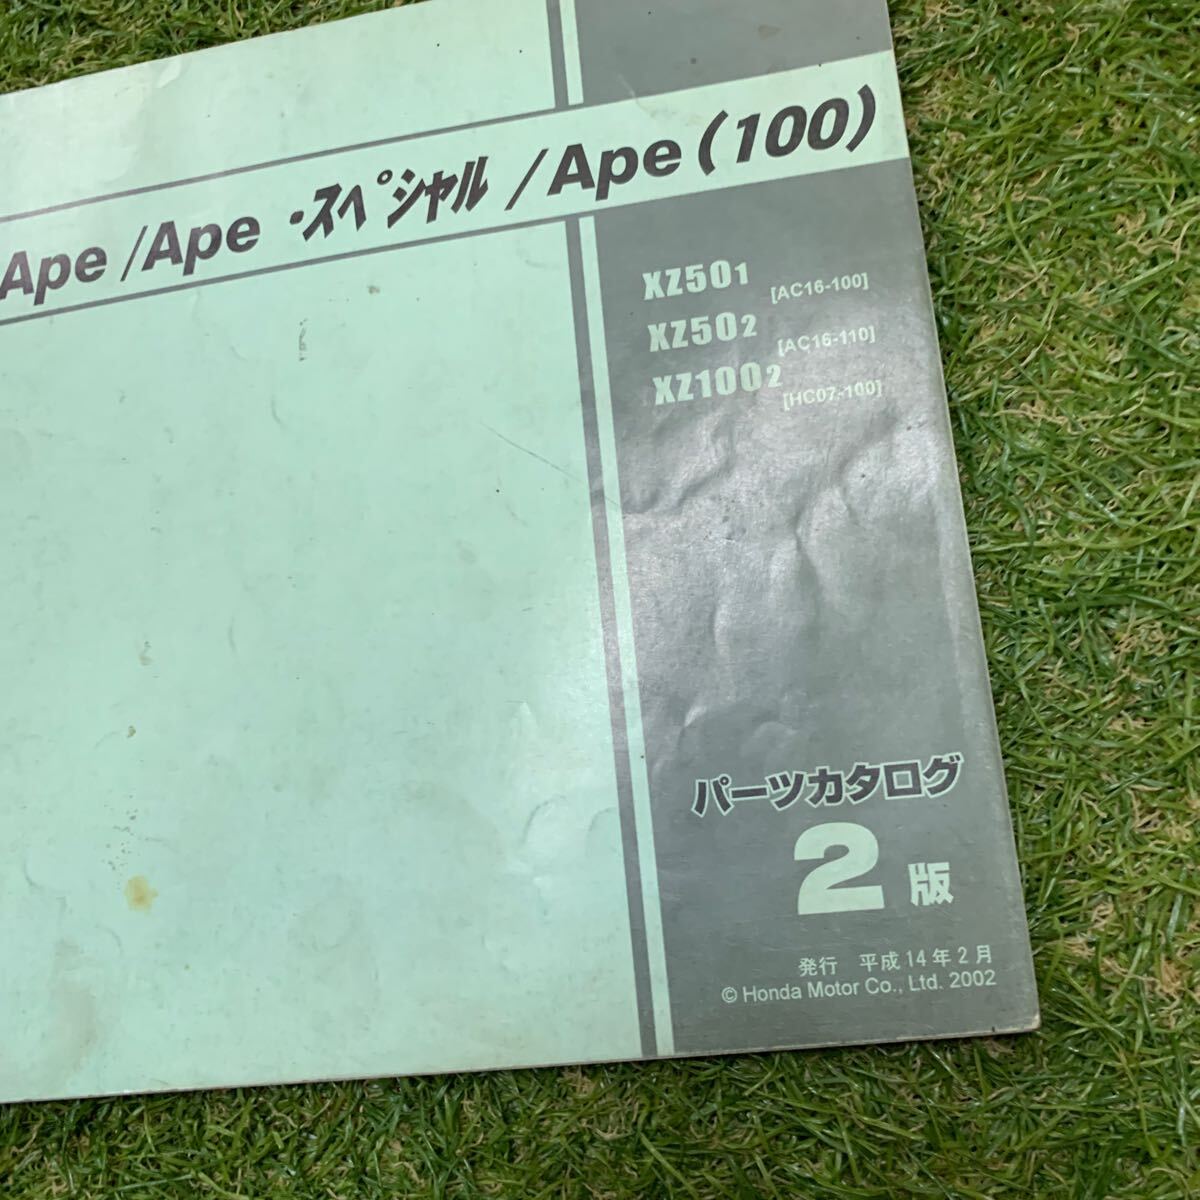 Ape /Ape ・スペシャル /Ape (100)
XZ501 [AC16-100]
XZ502 [AC16-110]
XZ1002 [HC07-100]
パーツカタログ
2版
発行 平成14年2月
© Honda Motor Co., Ltd. 2002